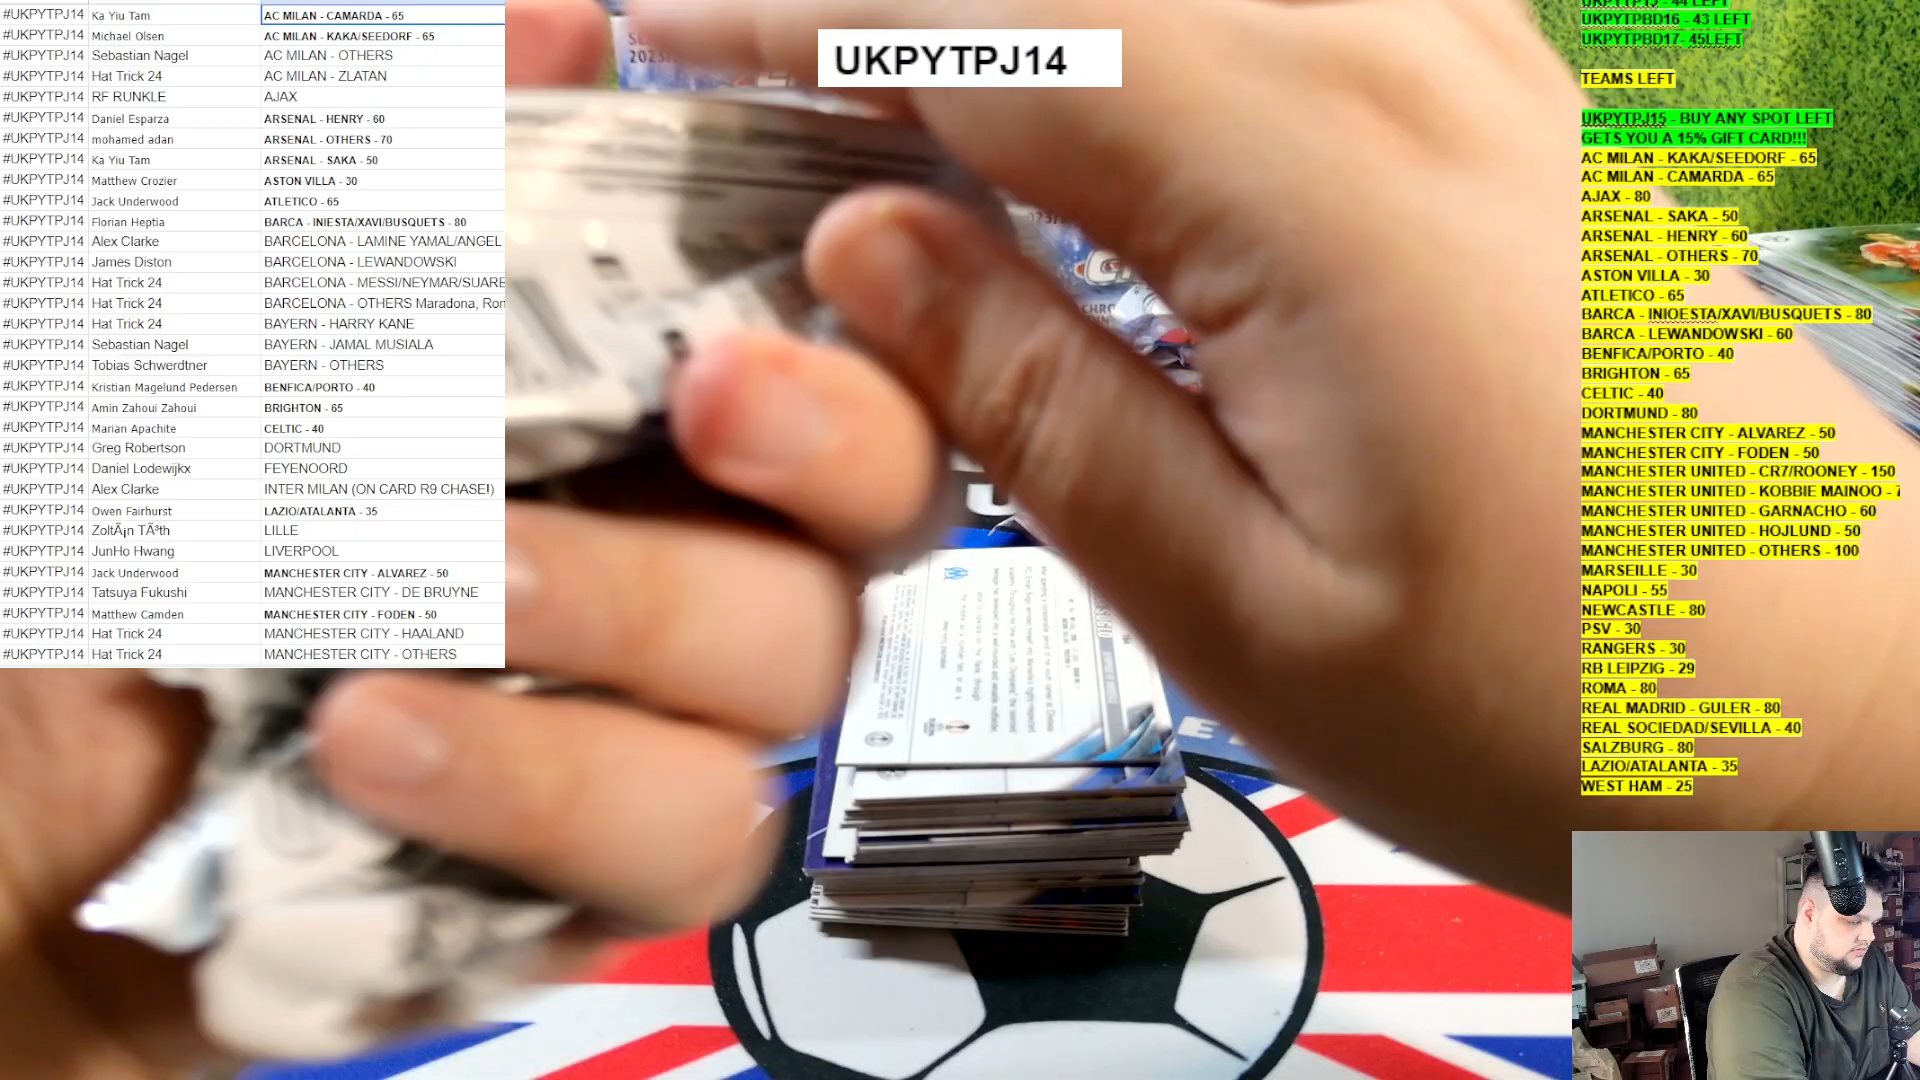 #UKPYTPJ14 Ka Yiu Tam AC MILAN - CAMARDA - 65
#UKPYTPJ14 Michael Olsen AC MILAN - KAKA/SEEDORF - 65
#UKPYTPJ14 Sebastian Nagel AC MILAN - OTHERS
#UKPYTPJ14 Hat Trick 24 AC MILAN - ZLATAN
#UKPYTPJ14 RF RUNKLE AJAX
#UKPYTPJ14 Daniel Esparza ARSENAL - HENRY - 60
#UKPYTPJ14 mohamed adan ARSENAL - OTHERS - 70
#UKPYTPJ14 Ka Yiu Tam ARSENAL - SAKA - 50
#UKPYTPJ14 Matthew Crozier ASTON VILLA - 30
#UKPYTPJ14 Jack Underwood ATLETICO - 65
#UKPYTPJ14 Florian Heptia BARCA - INIESTA/XAVI/BUSQUETS - 80
#UKPYTPJ14 Alex Clarke BARCELONA - LAMINE YAMAL/ANGEL
#UKPYTPJ14 James Diston BARCELONA - LEWANDOWSKI
#UKPYTPJ14 Hat Trick 24 BARCELONA - MESSI/NEYMAR/SUARE
#UKPYTPJ14 Hat Trick 24 BARCELONA - OTHERS Maradona, Ron
#UKPYTPJ14 Hat Trick 24 BAYERN - HARRY KANE
#UKPYTPJ14 Sebastian Nagel BAYERN - JAMAL MUSIALA
#UKPYTPJ14 Tobias Schwerdtner BAYERN - OTHERS
#UKPYTPJ14 Kristian Magelund Pedersen BENFICA/PORTO - 40
#UKPYTPJ14 Amin Zahoui Zahoui BRIGHTON - 65
#UKPYTPJ14 Marian Apachite CELTIC - 40
#UKPYTPJ14 Greg Robertson DORTMUND
#UKPYTPJ14 Daniel Lodewijkx FEYENOORD
#UKPYTPJ14 Alex Clarke INTER MILAN (ON CARD R9 CHASE!)
#UKPYTPJ14 Owen Fairhurst LAZIO/ATALANTA - 35
#UKPYTPJ14 ZoltÃ¡n TÃ³th LILLE
#UKPYTPJ14 JunHo Hwang LIVERPOOL
#UKPYTPJ14 Jack Underwood MANCHESTER CITY - ALVAREZ - 50
#UKPYTPJ14 Tatsuya Fukushi MANCHESTER CITY - DE BRUYNE
#UKPYTPJ14 Matthew Camden MANCHESTER CITY - FODEN - 50
#UKPYTPJ14 Hat Trick 24 MANCHESTER CITY - HAALAND
#UKPYTPJ14 Hat Trick 24 MANCHESTER CITY - OTHERS
UKPYTPJ14
UKPYTPBD16 - 43 LEFT
UKPYTPBD17- 45LEFT
TEAMS LEFT
UKPYTPJ15 - BUY ANY SPOT LEFT
GETS YOU A 15% GIFT CARD!!!
AC MILAN - KAKA/SEEDORF - 65
AC MILAN - CAMARDA - 65
AJAX - 80
ARSENAL - SAKA - 50
ARSENAL - HENRY - 60
ARSENAL - OTHERS - 70
ASTON VILLA - 30
ATLETICO - 65
BARCA - INIOESTA/XAVI/BUSQUETS - 80
BARCA - LEWANDOWSKI - 60
BENFICA/PORTO - 40
BRIGHTON - 65
CELTIC - 40
DORTMUND - 80
MANCHESTER CITY - ALVAREZ - 50
MANCHESTER CITY - FODEN - 50
MANCHESTER UNITED - CR7/ROONEY - 150
MANCHESTER UNITED - KOBBIE MAINOO - 7
MANCHESTER UNITED - GARNACHO - 60
MANCHESTER UNITED - HOJLUND - 50
MANCHESTER UNITED - OTHERS - 100
MARSEILLE - 30
NAPOLI - 55
NEWCASTLE - 80
PSV - 30
RANGERS - 30
RB LEIPZIG - 29
ROMA - 80
REAL MADRID - GULER - 80
REAL SOCIEDAD/SEVILLA - 40
SALZBURG - 80
LAZIO/ATALANTA - 35
WEST HAM - 25